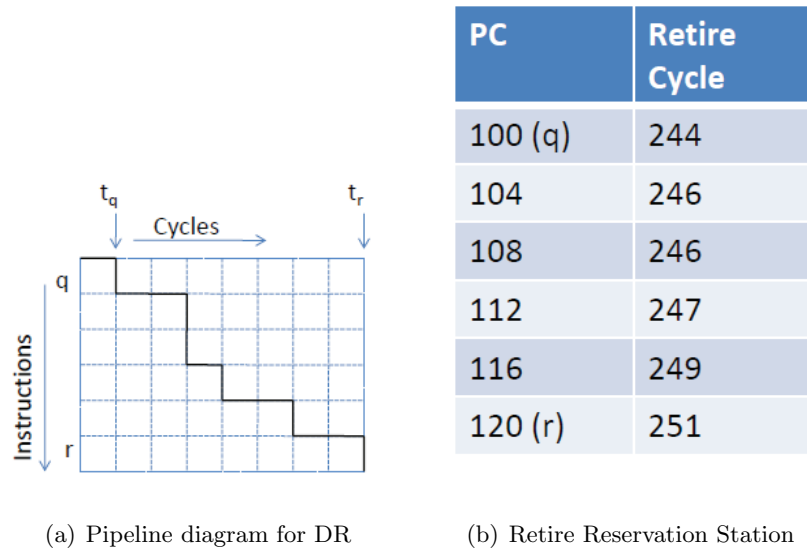 t_q
t_r
Cycles
q
Instructions
r
(a) Pipeline diagram for DR
PC Retire Cycle
100 (q) 244
104 246
108 246
112 247
116 249
120 (r) 251
(b) Retire Reservation Station